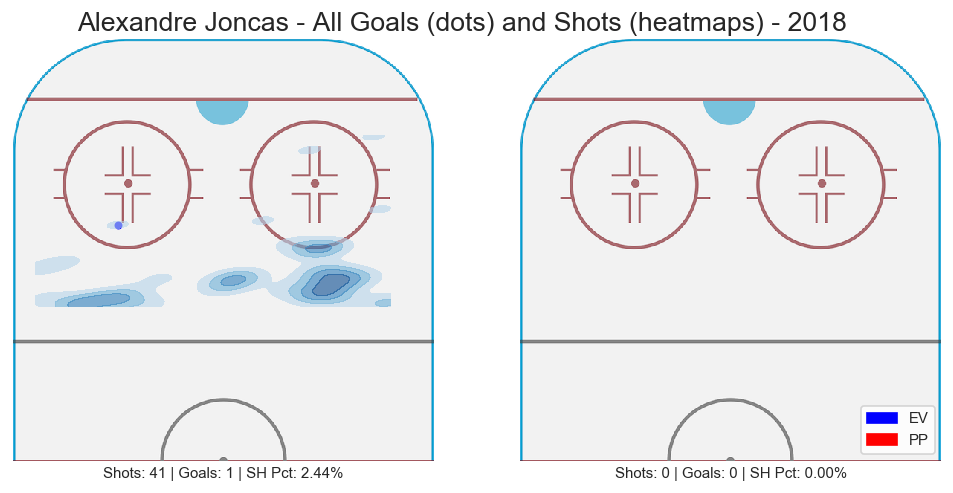 Alexandre Joncas - All Goals (dots) and Shots (heatmaps) - 2018
EV
PP
Shots: 41 | Goals: 1 | SH Pct: 2.44%
Shots: 0 | Goals: 0 | SH Pct: 0.00%